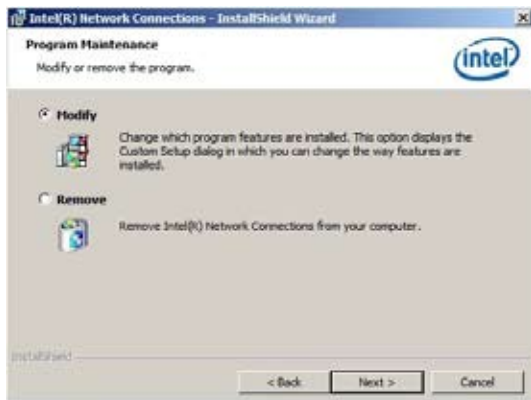 Intel(R) Network Connections - InstallShield Wizard
Program Maintenance
Modify or remove the program.
intel
Modify
Change which program features are installed. This option displays the
Custom Setup dialog in which you can change the way features are
installed.
Remove
Remove Intel(R) Network Connections from your computer.
InstallShield
< Back
Next >
Cancel